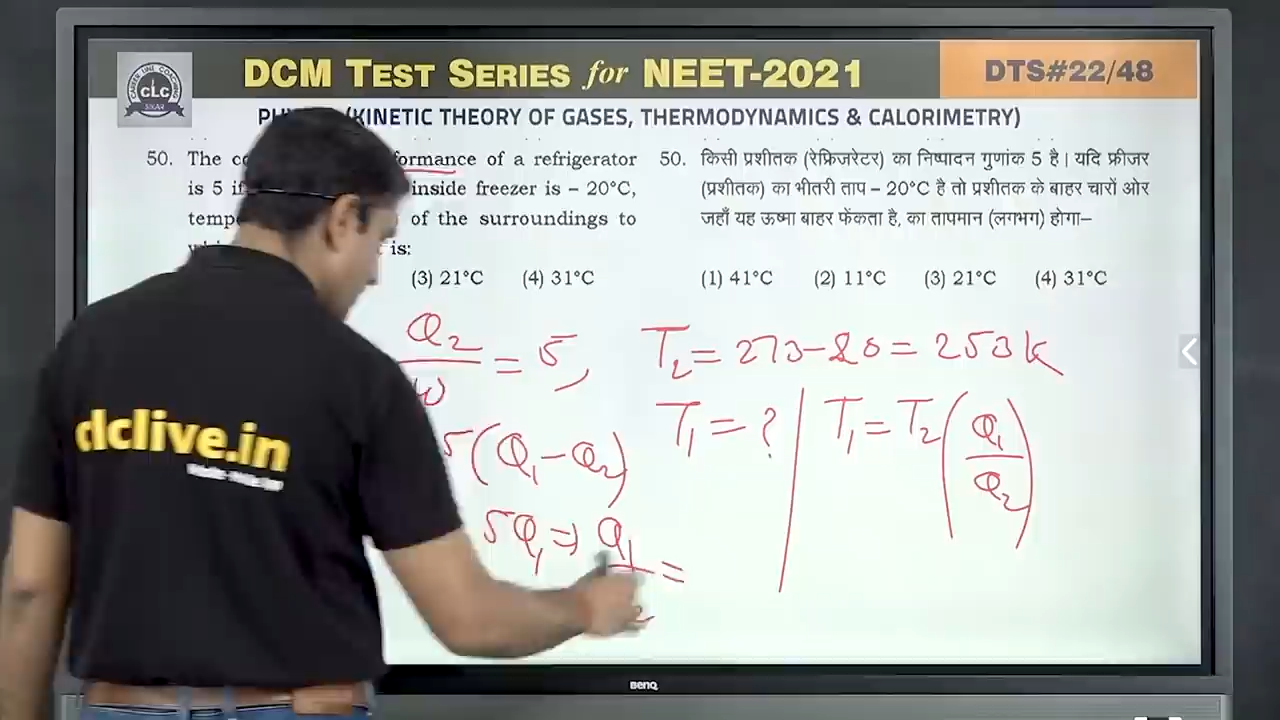 DCM TEST SERIES for NEET-2021
DTS#22/48
CLC
SIKAR
(KINETIC THEORY OF GASES, THERMODYNAMICS & CALORIMETRY)
50. The formance of a refrigerator
is 5 if inside freezer is – 20°C,
of the surroundings to
is:
(3) 21°C (4) 31°C
50. किसी प्रशीतक (रेफ्रिजरेटर) का निष्पादन गुणांक 5 है। यदि फ्रीजर
(प्रशीतक) का भीतरी ताप – 20°C है तो प्रशीतक के बाहर चारों ओर
जहाँ यह ऊष्मा बाहर फेंकता है, का तापमान (लगभग) होगा–
(1) 41°C (2) 11°C (3) 21°C (4) 31°C
Q2/W = 5,
5(Q1 – Q2)
5Q1 ⇒ Q1
=
T2 = 273–20 = 253K
T1 = ?
T1 = T2 (Q1/Q2)
dclive.in
BenQ